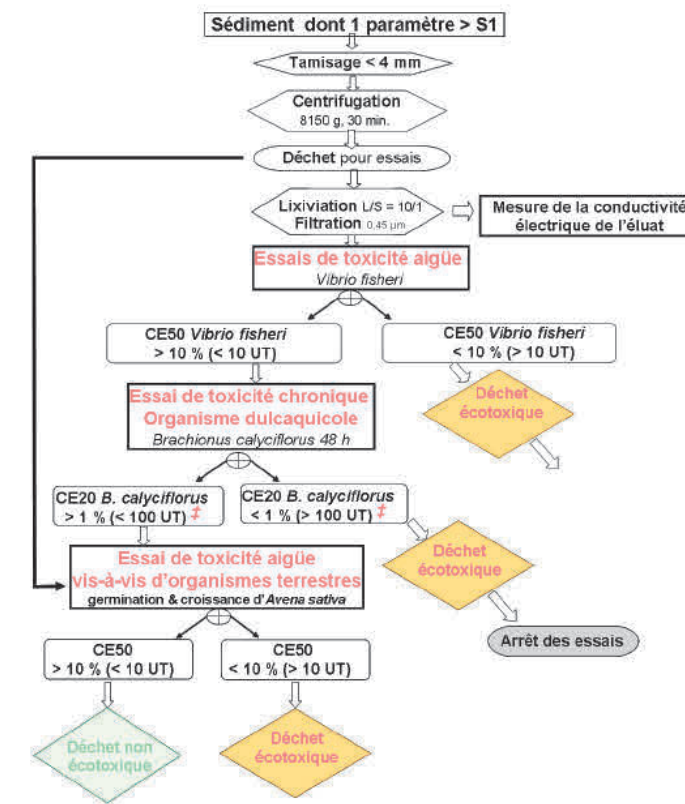 Sédiment dont 1 paramètre > S1
Tamisage < 4 mm
Centrifugation
8150 g, 30 min.
Déchet pour essais
Lixiviation L/S = 10/1
Filtration 0,45 µm
Mesure de la conductivité
électrique de l'éluat
Essais de toxicité aigüe
Vibrio fisheri
CE50 Vibrio fisheri
> 10 % (< 10 UT)
CE50 Vibrio fisheri
< 10 % (> 10 UT)
Déchet
écotoxique
Essai de toxicité chronique
Organisme dulcaquicole
Brachionus calyciflorus 48 h
CE20 B. calyciflorus
> 1 % (< 100 UT) ‡
CE20 B. calyciflorus
< 1 % (> 100 UT) ‡
Déchet
écotoxique
Essai de toxicité aigüe
vis-à-vis d'organismes terrestres
germination & croissance d'Avena sativa
Arrêt des essais
CE50
> 10 % (< 10 UT)
CE50
< 10 % (> 10 UT)
Déchet non
écotoxique
Déchet
écotoxique